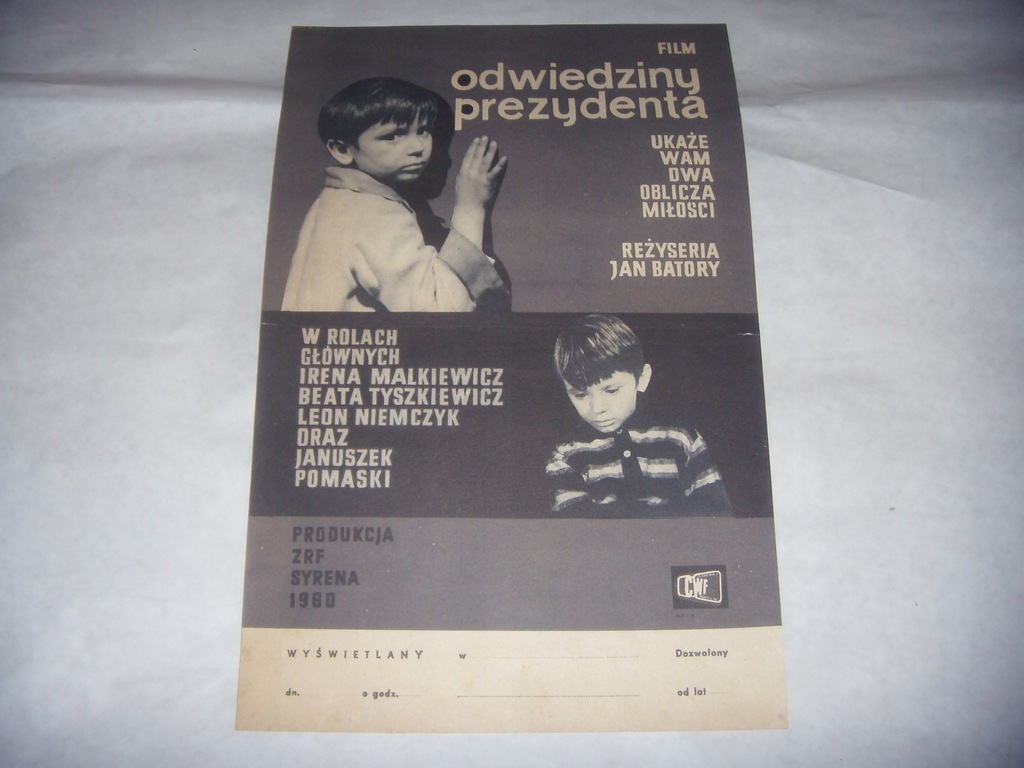 FILM
odwiedziny
prezydenta
UKAŻE
WAM
DWA
OBLICZA
MIŁOŚCI
REŻYSERIA
JAN BATORY
W ROLACH
GŁÓWNYCH
IRENA MALKIEWICZ
BEATA TYSZKIEWICZ
LEON NIEMCZYK
ORAZ
JANUSZEK
POMASKI
PRODUKCJA
ZRF
SYRENA
1960
CWF
WYŚWIETLANY w Dozwolony
dn. o godz. od lat